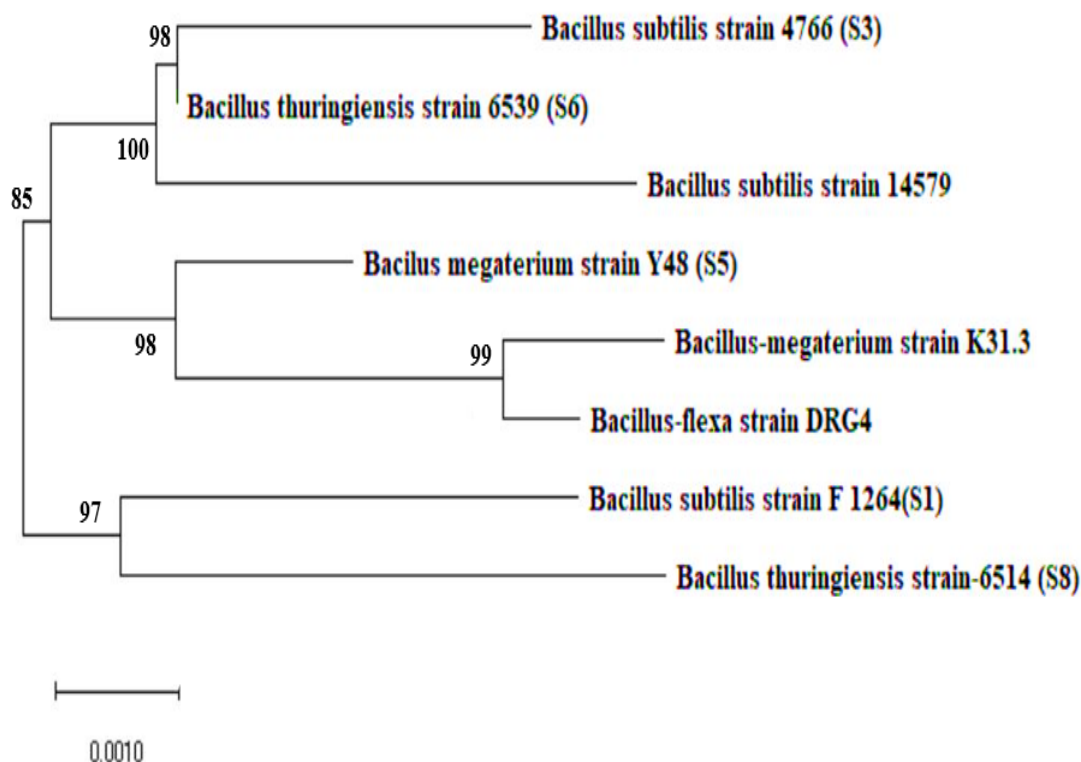 98
Bacillus subtilis strain 4766 (S3)
Bacillus thuringiensis strain 6539 (S6)
100
Bacillus subtilis strain 14579
85
Bacilus megaterium strain Y48 (S5)
98
99
Bacillus-megaterium strain K31.3
Bacillus-flexa strain DRG4
97
Bacillus subtilis strain F 1264(S1)
Bacillus thuringiensis strain-6514 (S8)
0.0010